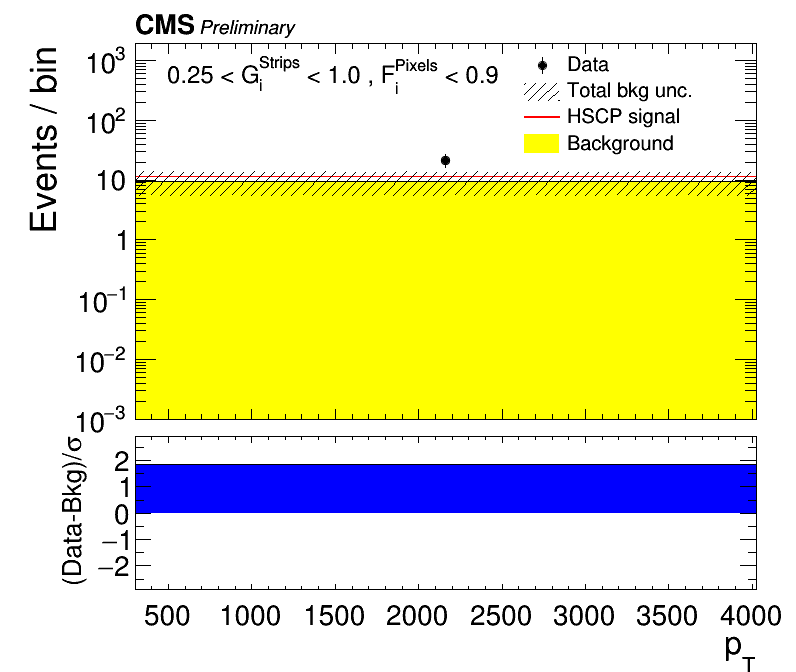 CMS Preliminary
Events / bin
0.25 < G_i^Strips < 1.0 , F_i^Pixels < 0.9
Data
Total bkg unc.
HSCP signal
Background
10^3
10^2
10
1
10^−1
10^−2
10^−3
(Data-Bkg)/σ
2
1
0
−1
−2
500 1000 1500 2000 2500 3000 3500 4000
p_T